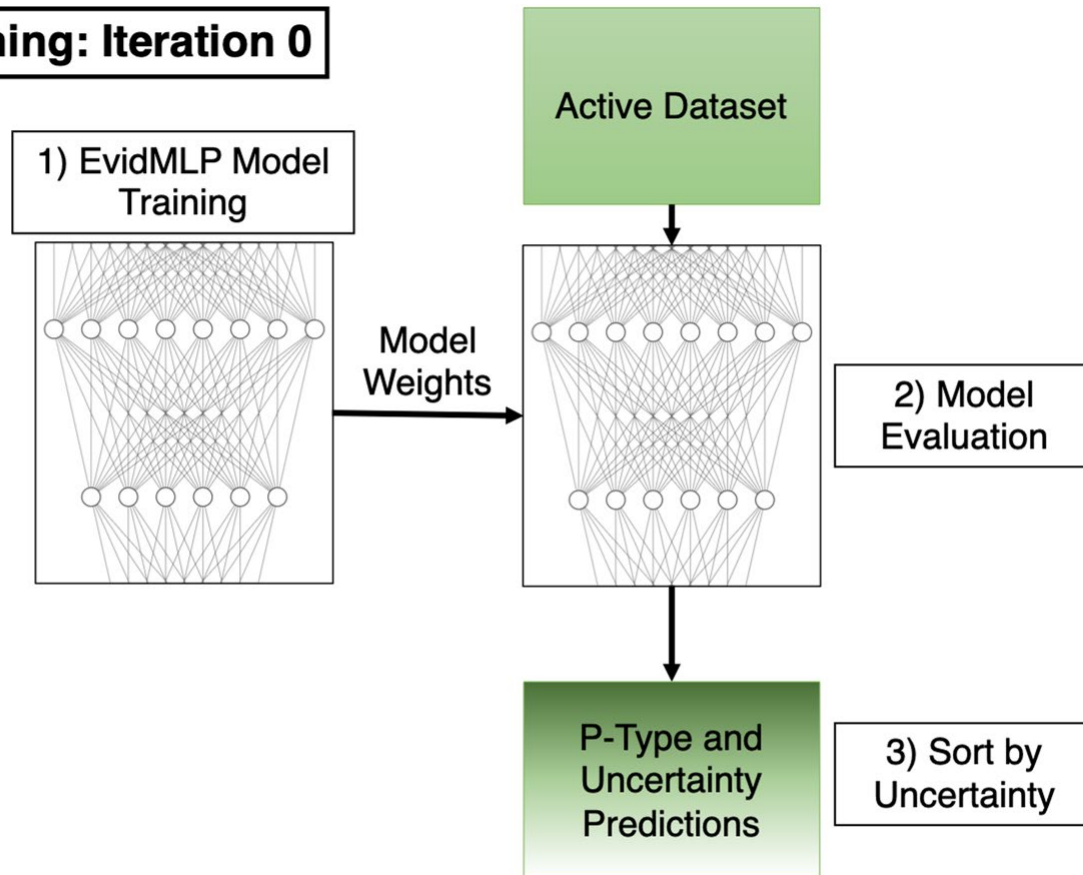 ning: Iteration 0
Active Dataset
1) EvidMLP Model
Training
Model
Weights
2) Model
Evaluation
P-Type and
Uncertainty
Predictions
3) Sort by
Uncertainty